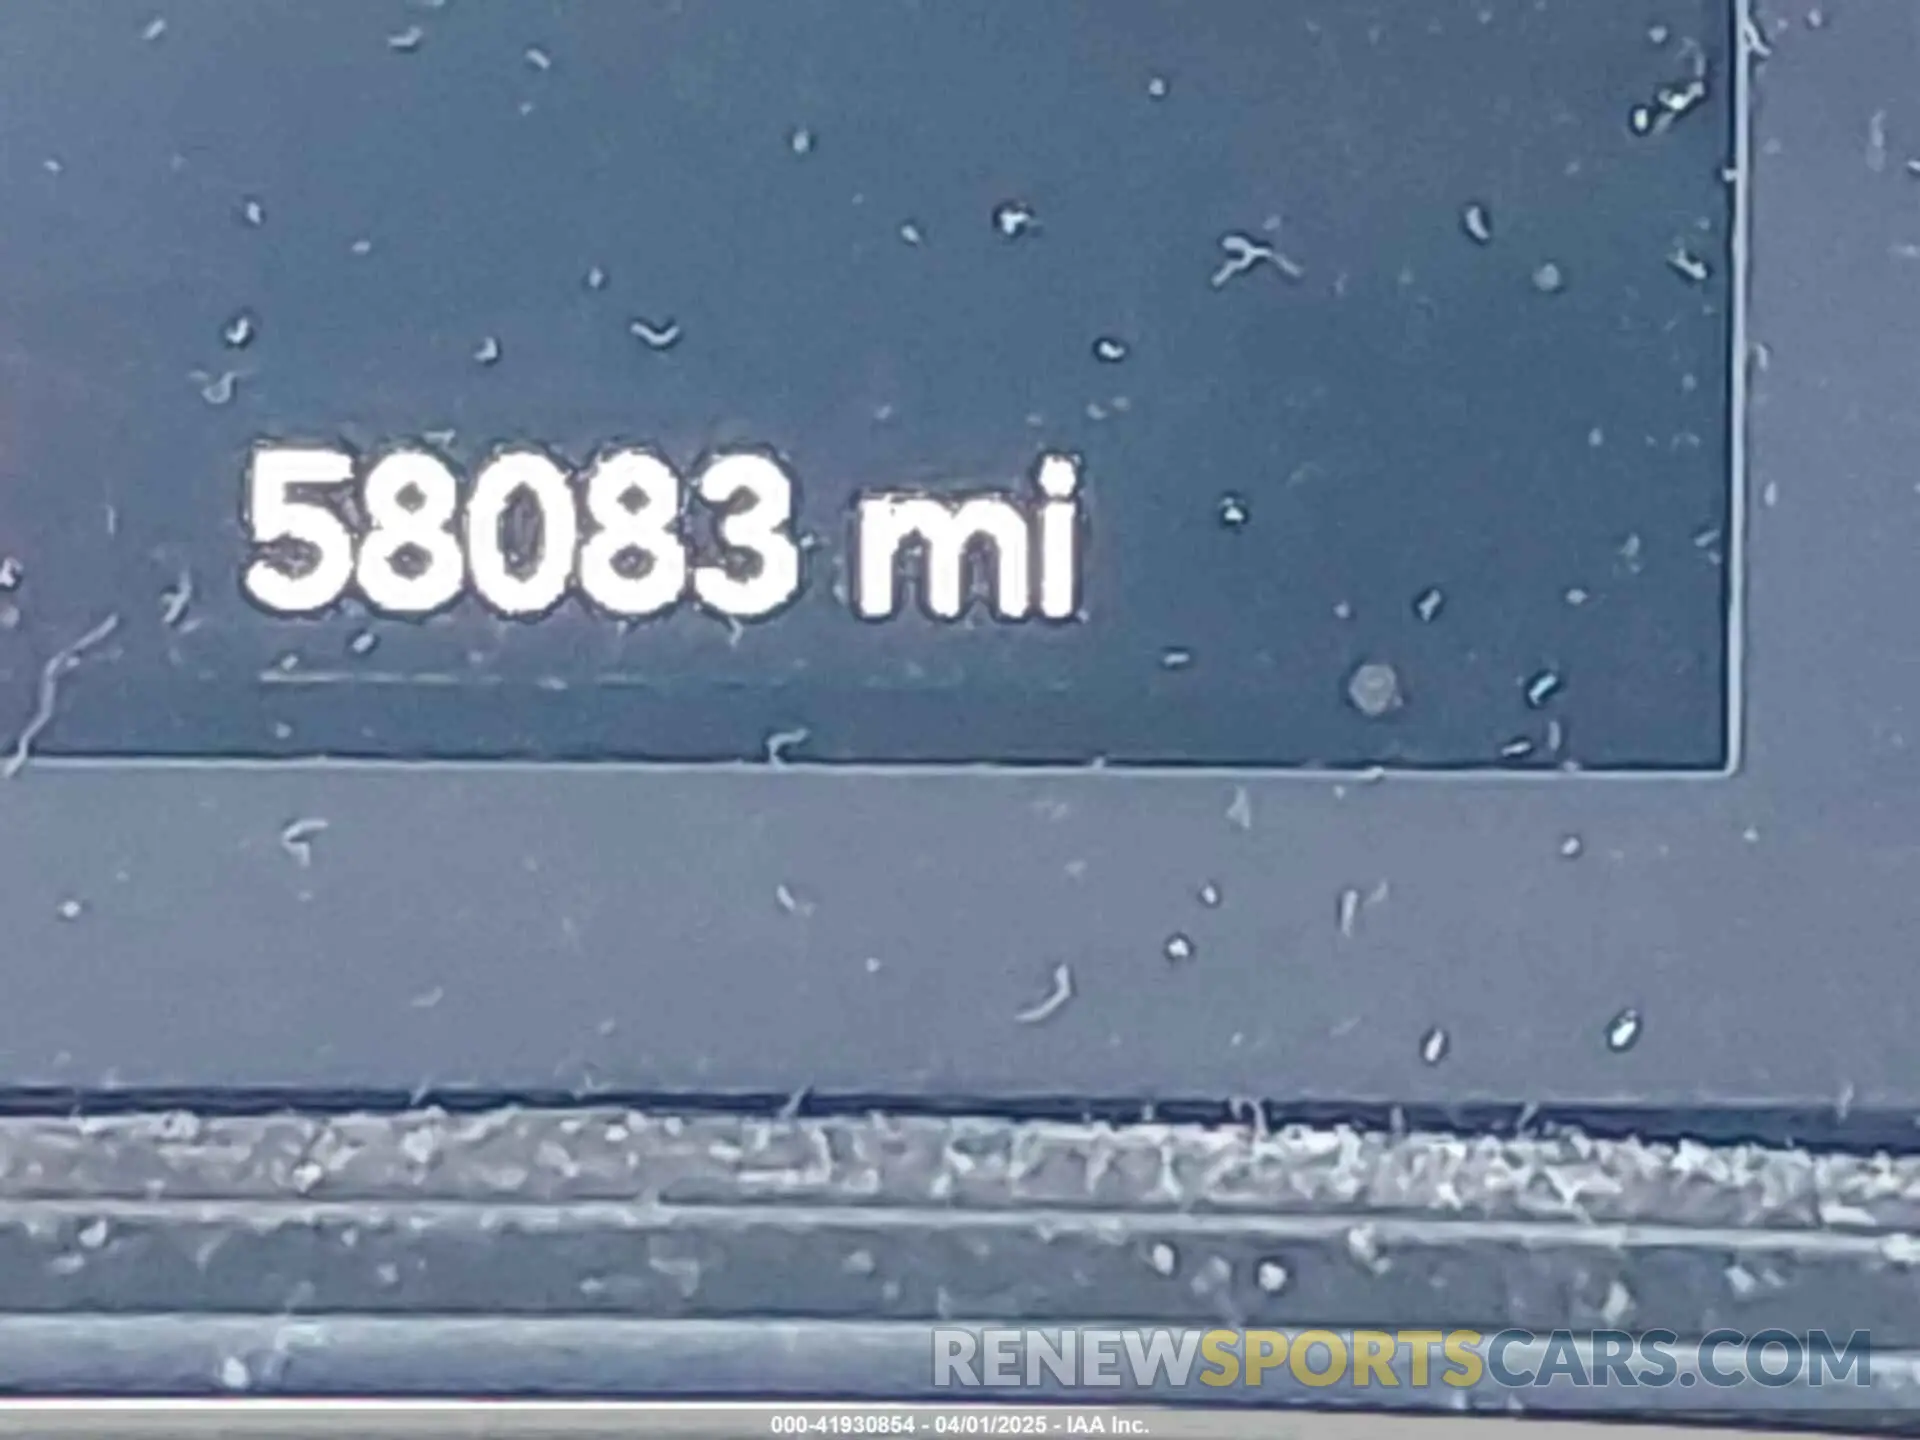 58083 mi
RENEWSPORTSCARS.COM
000-41930854 - 04/01/2025 - IAA Inc.